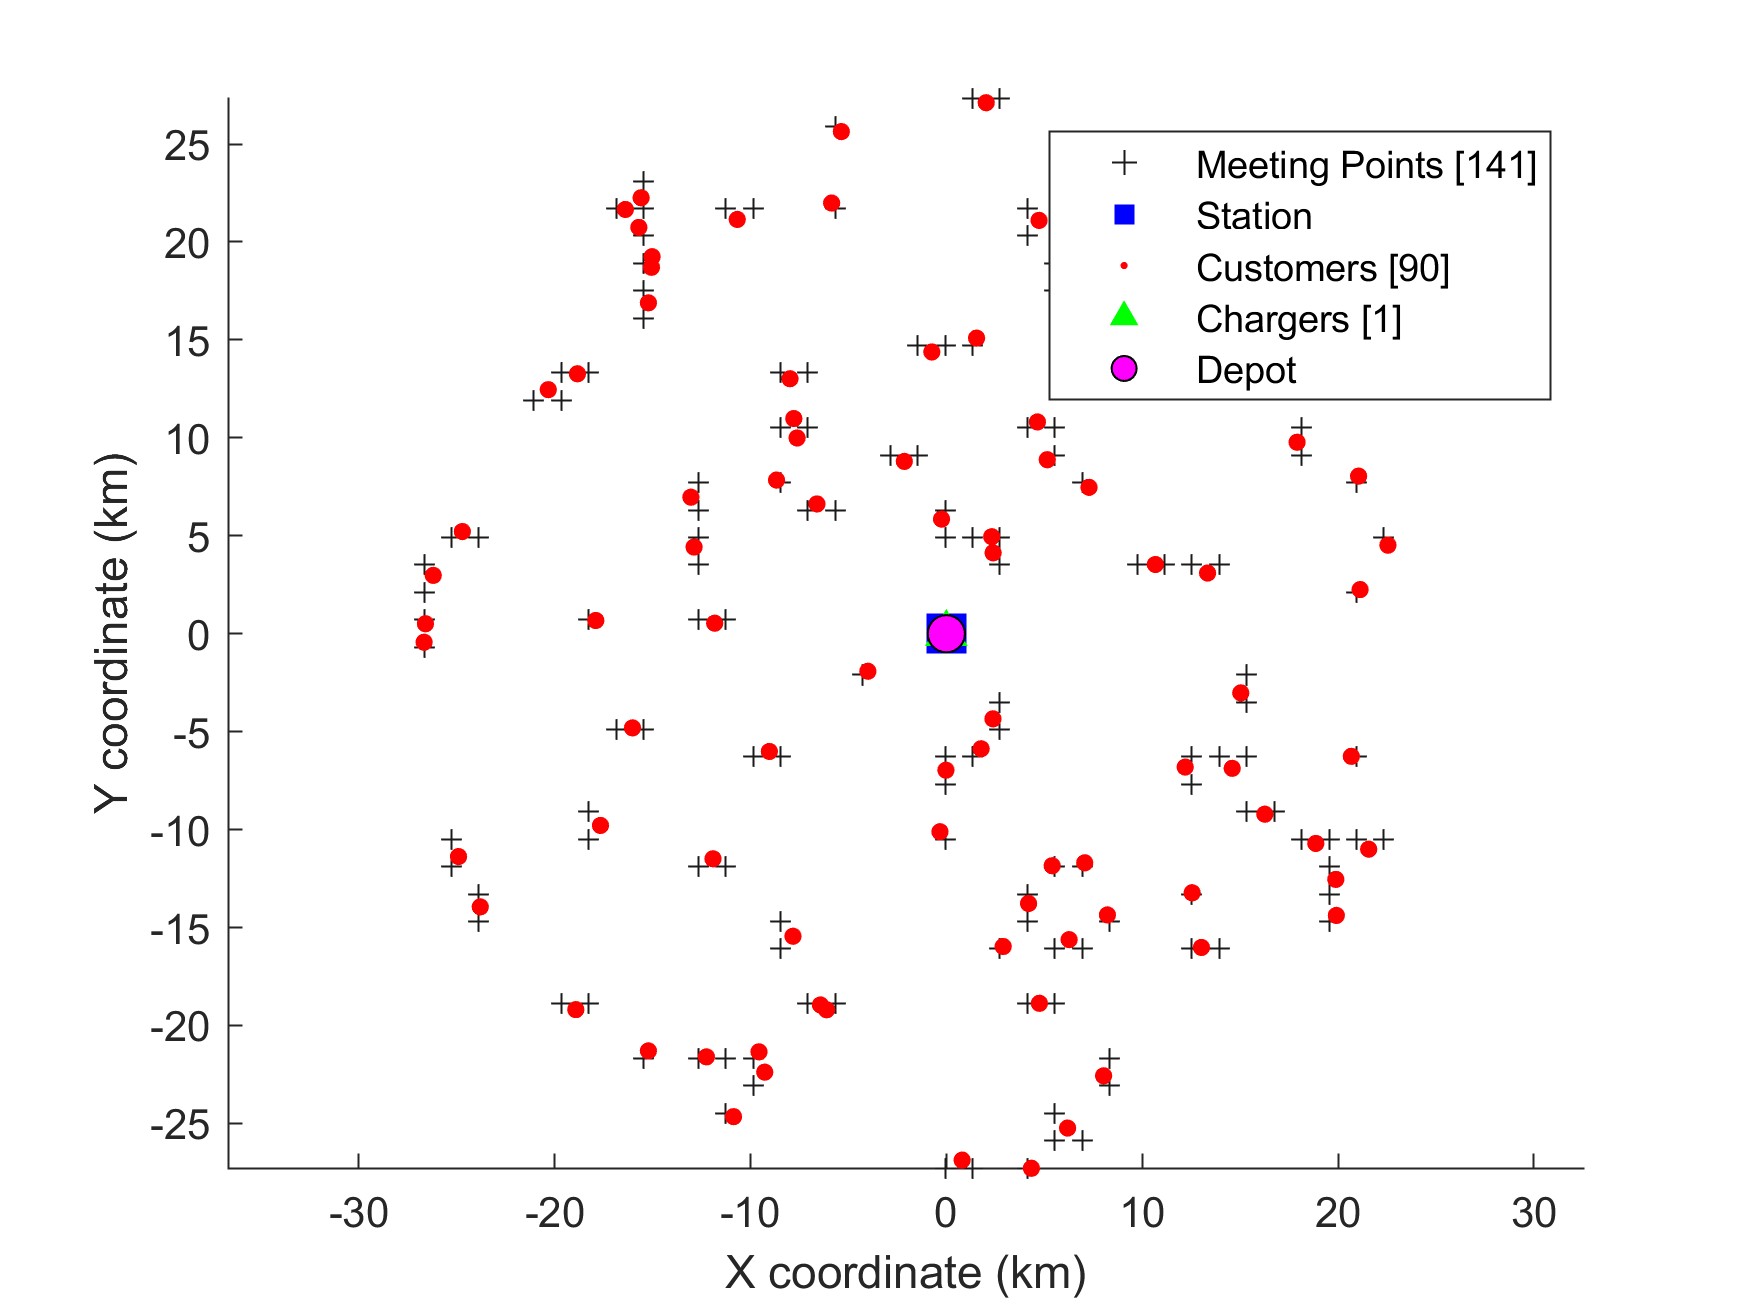 25
20
15
10
5
0
-5
-10
-15
-20
-25
Y coordinate (km)
Meeting Points [141]
Station
Customers [90]
Chargers [1]
Depot
-30 -20 -10 0 10 20 30
X coordinate (km)